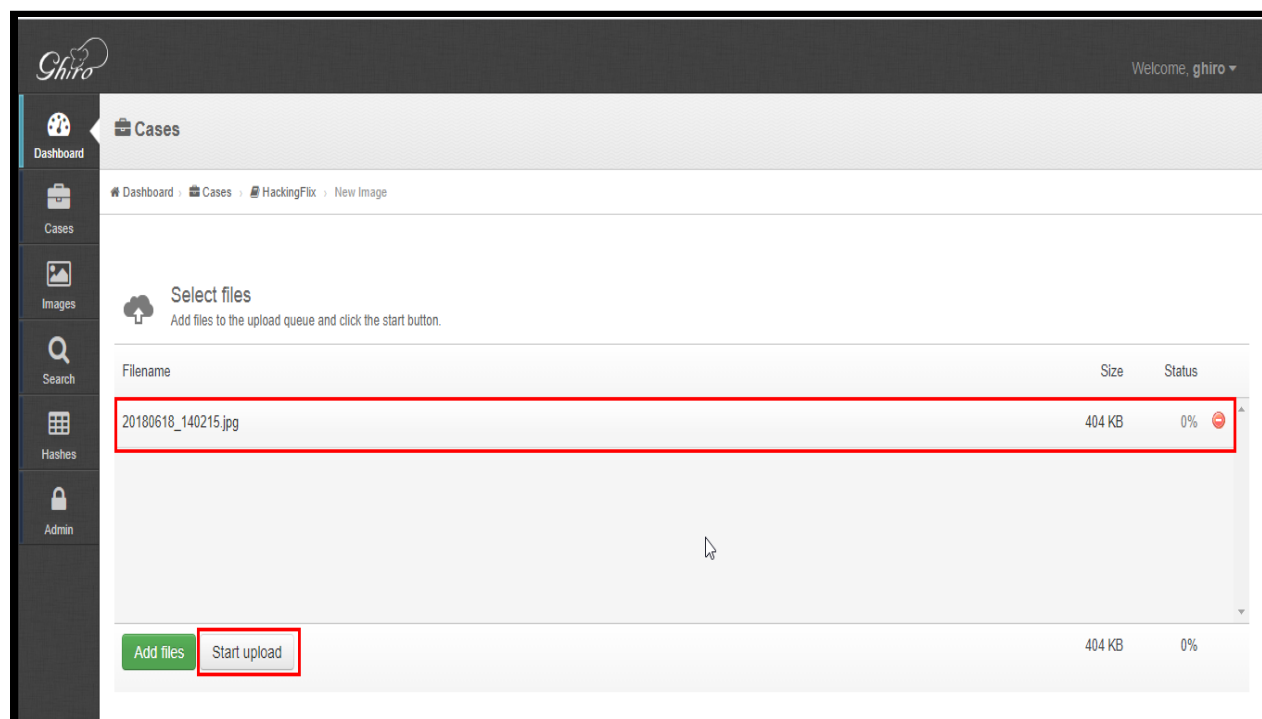 Ghiro
Welcome, ghiro
Dashboard
Cases
Images
Search
Hashes
Admin
Cases
Dashboard › Cases › HackingFlix › New Image
Select files
Add files to the upload queue and click the start button.
Filename Size Status
20180618_140215.jpg 404 KB 0%
Add files Start upload 404 KB 0%